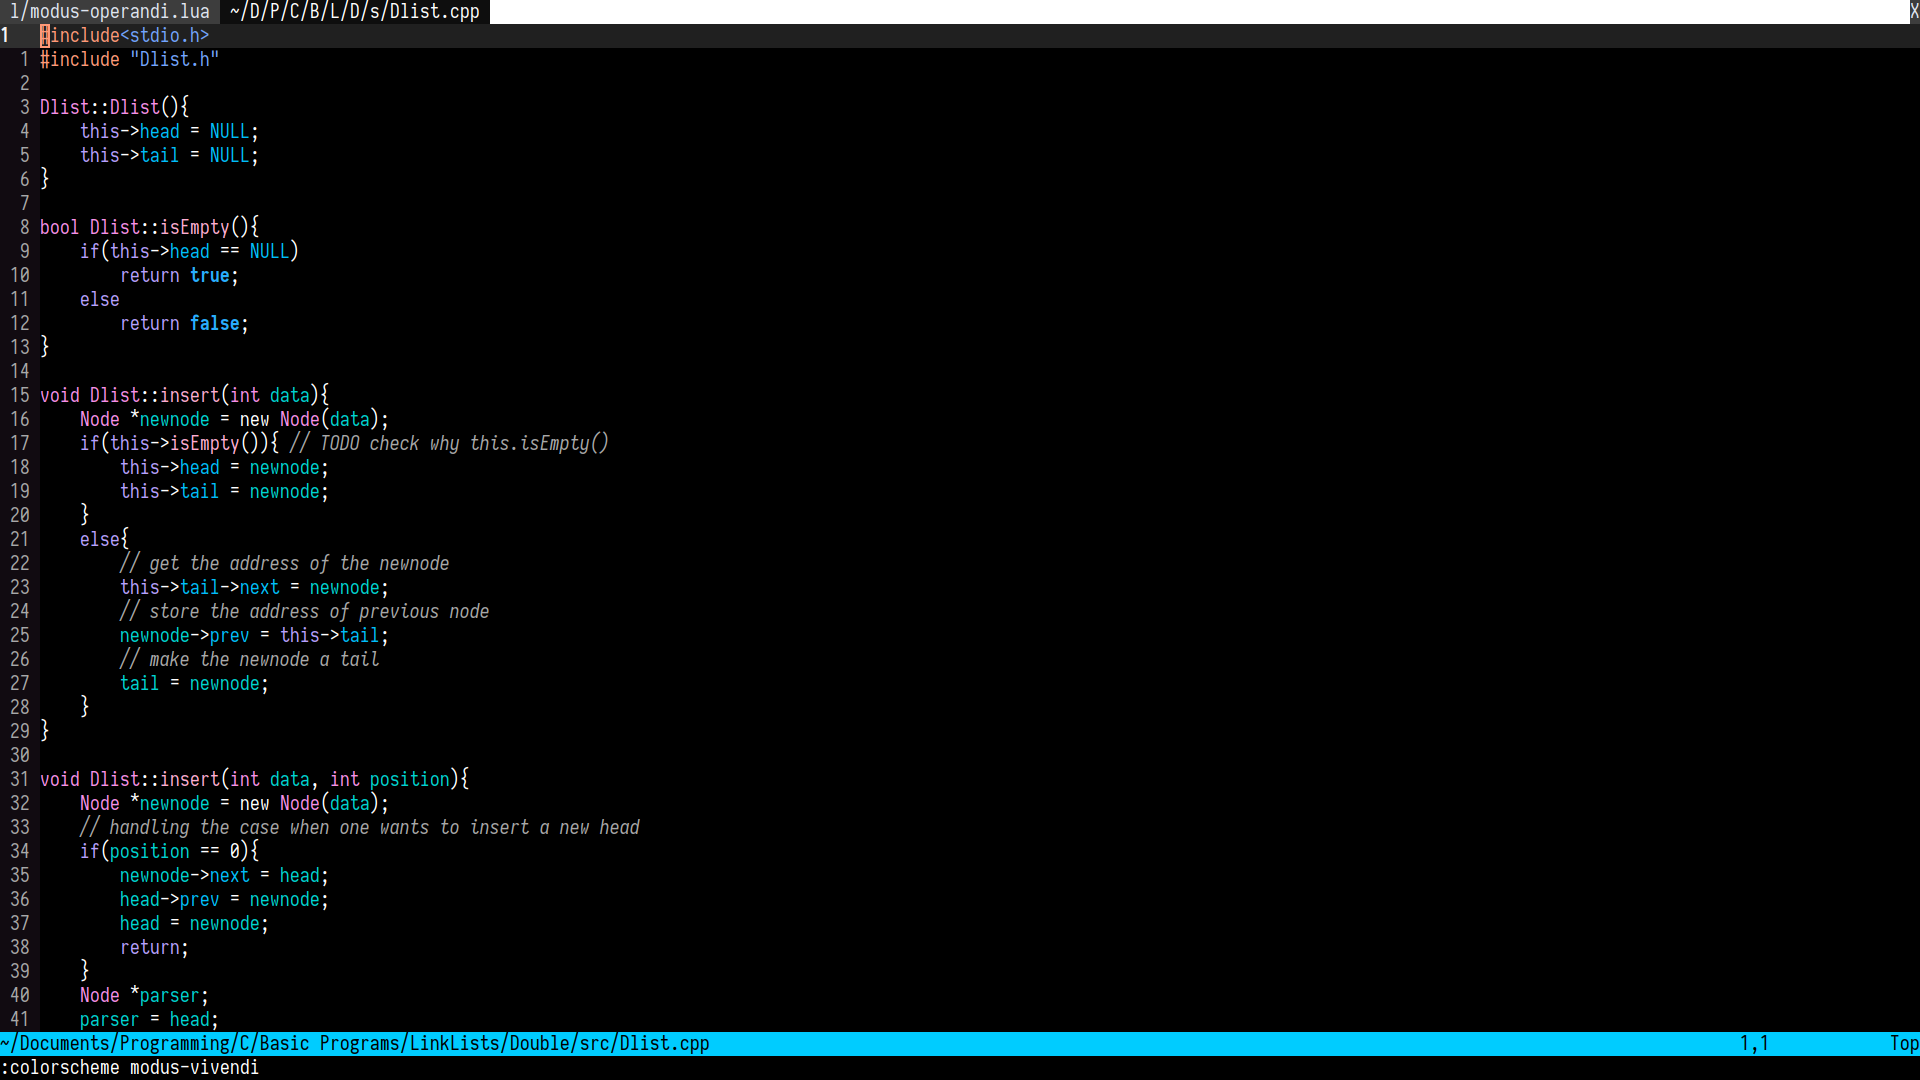 l/modus-operandi.lua  ~/D/P/C/B/L/D/s/Dlist.cpp X
1   #include<stdio.h>
  1 #include "Dlist.h"
  2
  3 Dlist::Dlist(){
  4     this->head = NULL;
  5     this->tail = NULL;
  6 }
  7
  8 bool Dlist::isEmpty(){
  9     if(this->head == NULL)
 10         return true;
 11     else
 12         return false;
 13 }
 14
 15 void Dlist::insert(int data){
 16     Node *newnode = new Node(data);
 17     if(this->isEmpty()){ // TODO check why this.isEmpty()
 18         this->head = newnode;
 19         this->tail = newnode;
 20     }
 21     else{
 22         // get the address of the newnode
 23         this->tail->next = newnode;
 24         // store the address of previous node
 25         newnode->prev = this->tail;
 26         // make the newnode a tail
 27         tail = newnode;
 28     }
 29 }
 30
 31 void Dlist::insert(int data, int position){
 32     Node *newnode = new Node(data);
 33     // handling the case when one wants to insert a new head
 34     if(position == 0){
 35         newnode->next = head;
 36         head->prev = newnode;
 37         head = newnode;
 38         return;
 39     }
 40     Node *parser;
 41     parser = head;
~/Documents/Programming/C/Basic Programs/LinkLists/Double/src/Dlist.cpp 1,1 Top
:colorscheme modus-vivendi